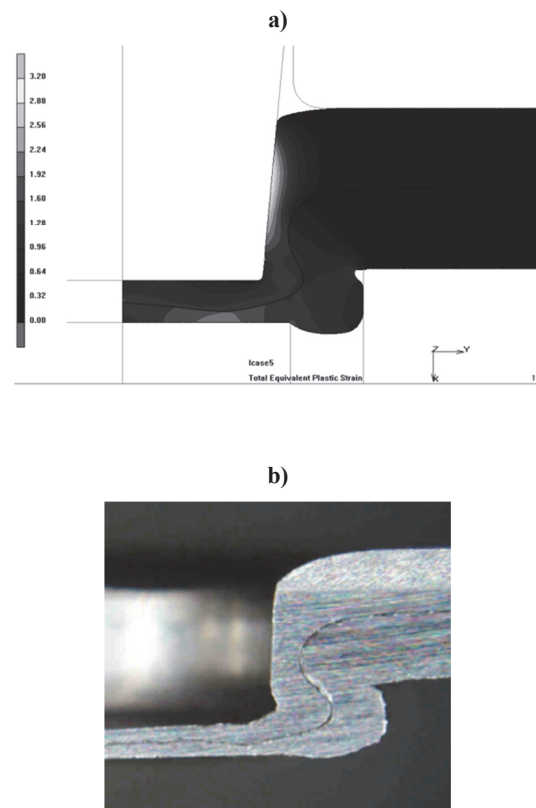 a)
3.20
2.88
2.56
2.24
1.92
1.60
1.28
0.96
0.64
0.32
0.00
lcase5
Total Equivalent Plastic Strain
Z
Y
X
1
b)